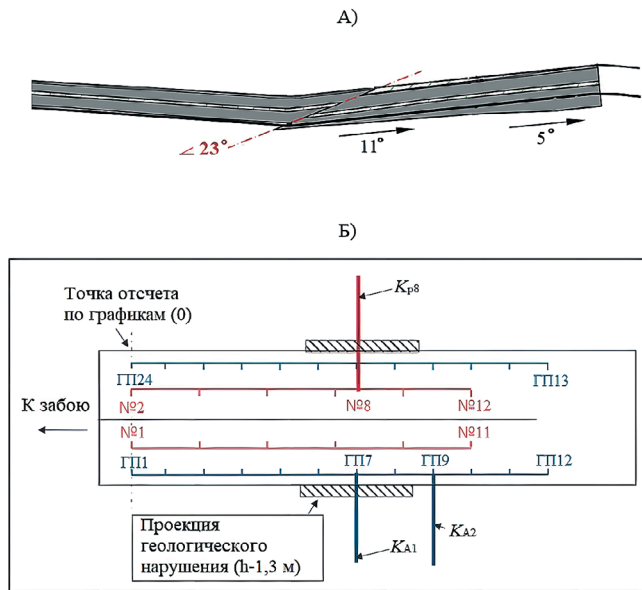 А)
23°
11°
5°
Б)
Точка отсчета
по графикам (0)
Kр8
ГП24
ГП13
К забою
№2
№8
№12
№1
№11
ГП1
ГП7
ГП9
ГП12
Проекция
геологического
нарушения (h-1,3 м)
KА1
KА2